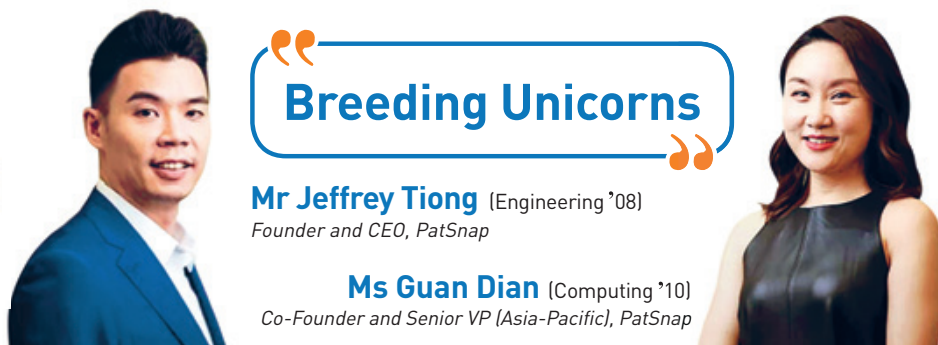 “
Breeding Unicorns
”
Mr Jeffrey Tiong (Engineering ’08)
Founder and CEO, PatSnap
Ms Guan Dian (Computing ’10)
Co-Founder and Senior VP (Asia-Pacific), PatSnap